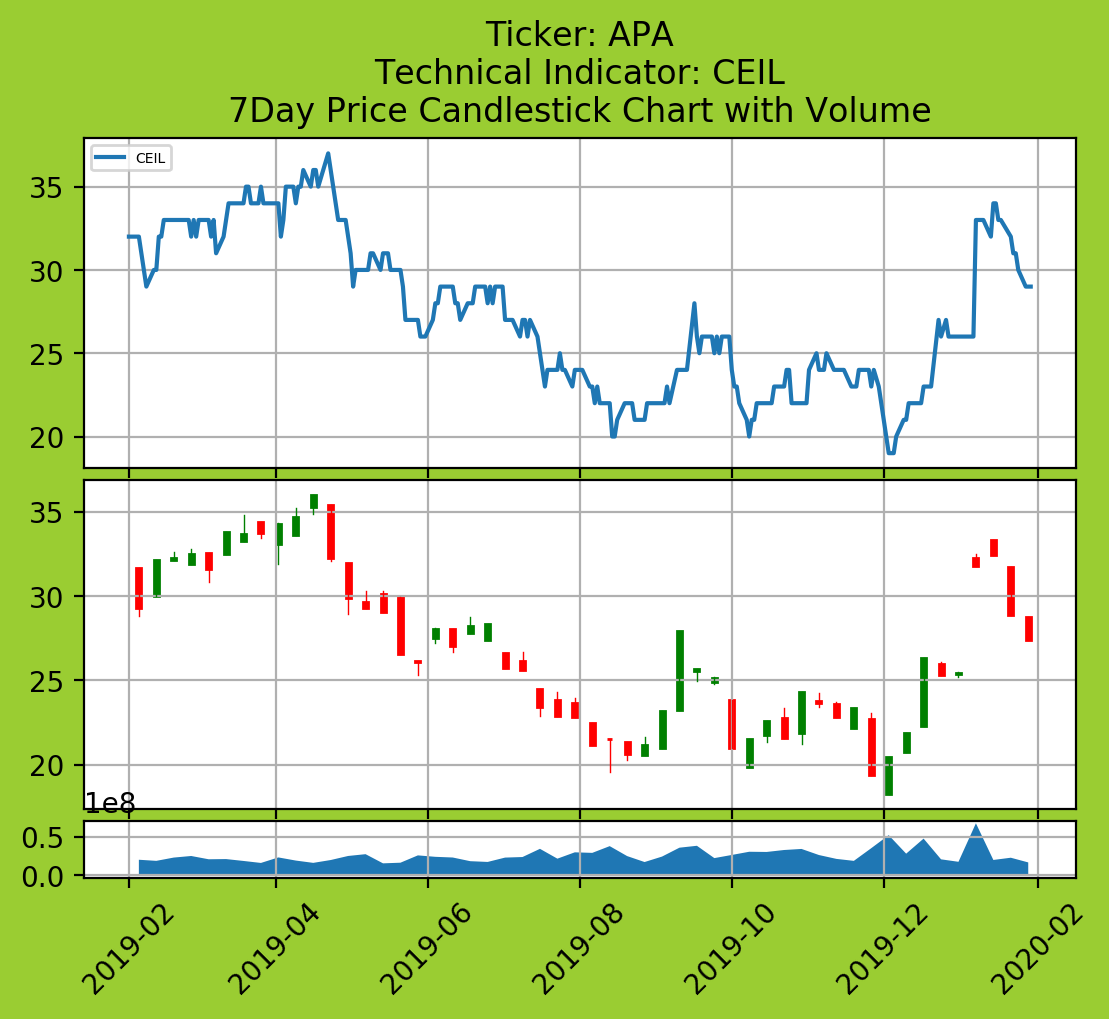 Ticker: APA
Technical Indicator: CEIL
7Day Price Candlestick Chart with Volume
CEIL
35
30
25
20
35
30
25
20
1e8
0.5
0.0
2019-02 2019-04 2019-06 2019-08 2019-10 2019-12 2020-02